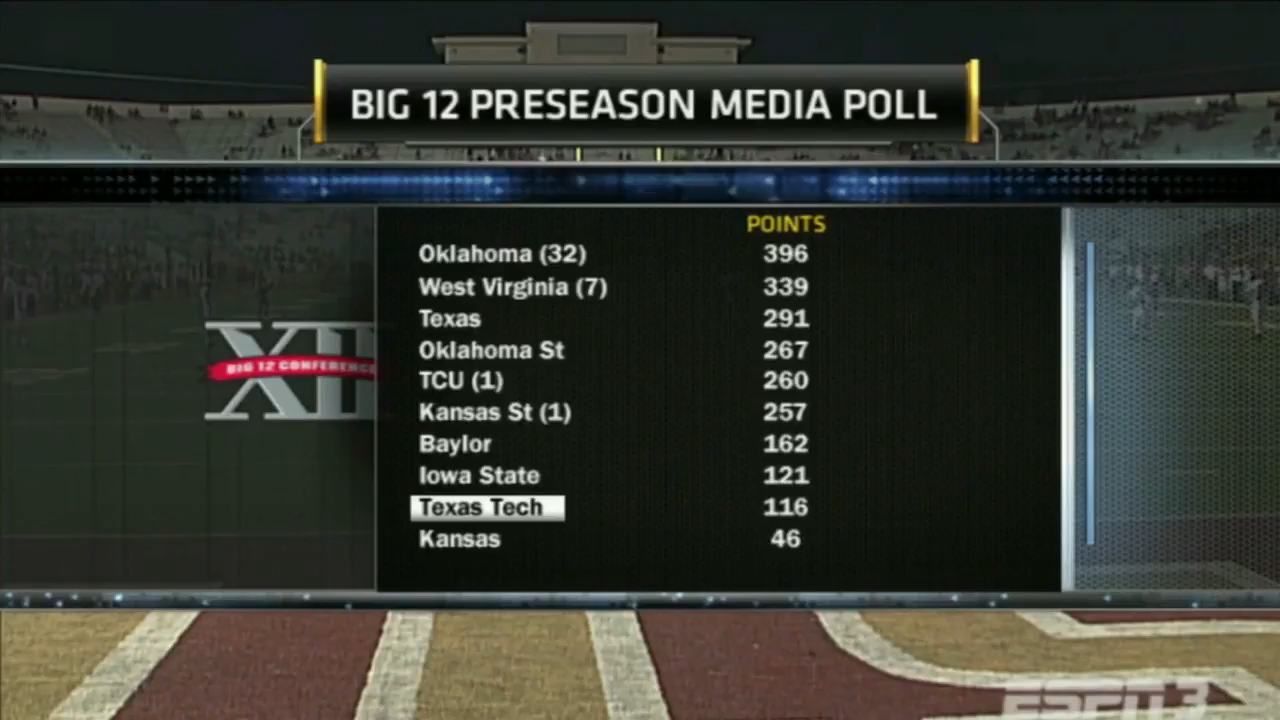 BIG 12 PRESEASON MEDIA POLL
POINTS
Oklahoma (32) 396
West Virginia (7) 339
Texas 291
Oklahoma St 267
TCU (1) 260
Kansas St (1) 257
Baylor 162
Iowa State 121
Texas Tech 116
Kansas 46
XII
BIG 12 CONFERENCE
ESPN3